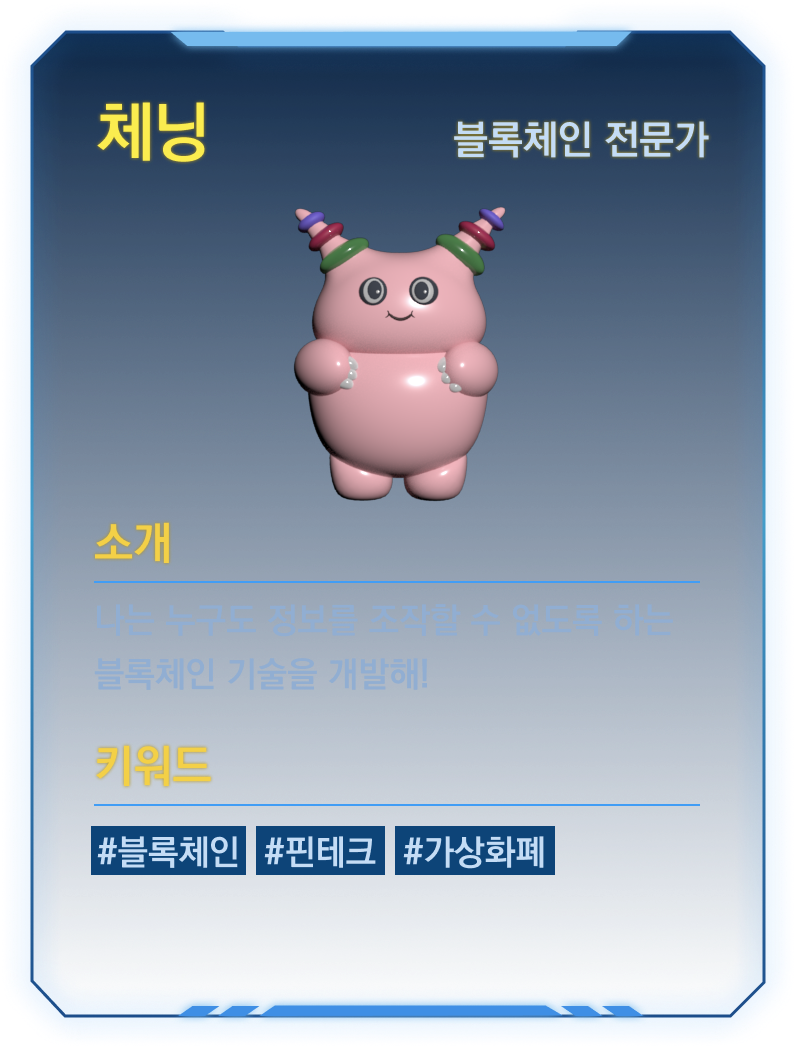 체닝
블록체인 전문가
소개
나는 누구도 정보를 조작할 수 없도록 하는
블록체인 기술을 개발해!
키워드
#블록체인 #핀테크 #가상화폐